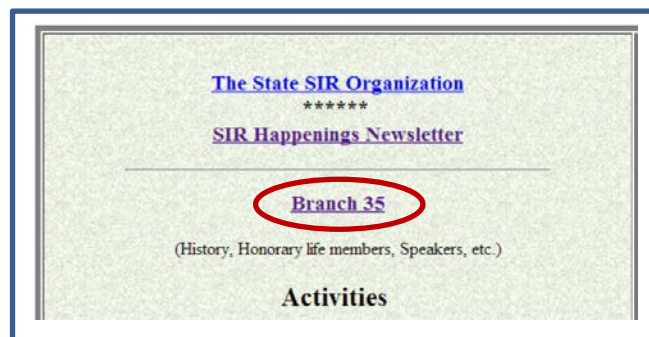 The State SIR Organization
******
SIR Happenings Newsletter
Branch 35
(History, Honorary life members, Speakers, etc.)
Activities